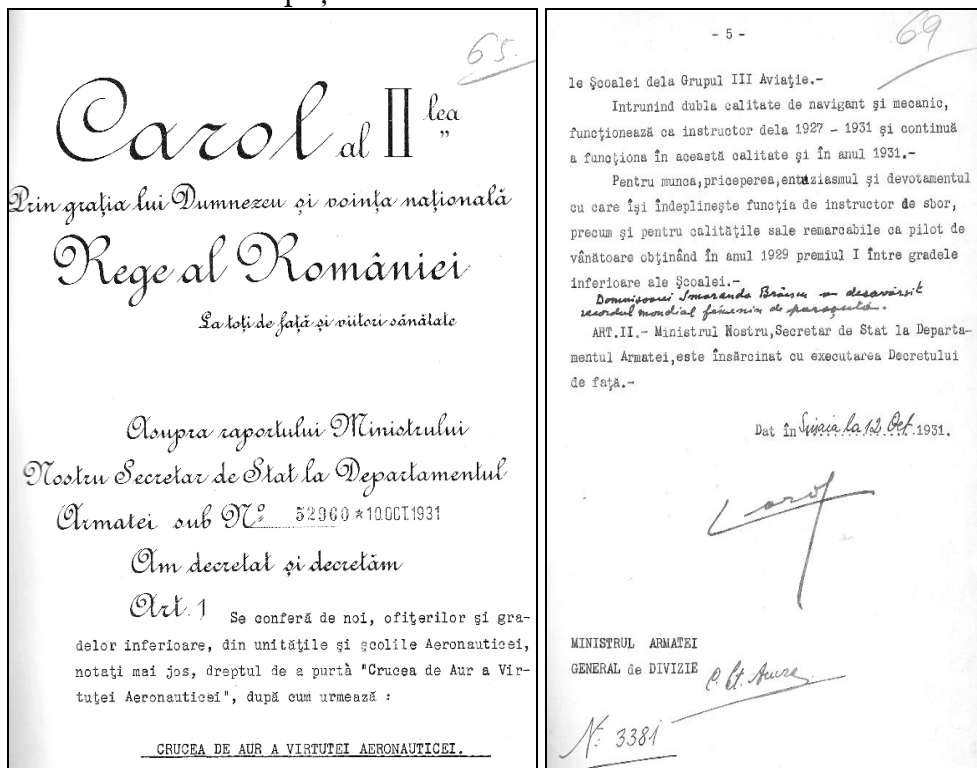 65.
Carol al II lea
"
Prin grația lui Dumnezeu și voința națională
Rege al României
La toți de față și viitori sănătate
Asupra raportului Ministrului
Nostru Secretar de Stat la Departamentul
Armatei sub Nº 52960 * 10.OCT.1931
Am decretat și decretăm
Art. 1 Se conferă de noi, ofițerilor și gra-
delor inferioare, din unitățile și școlile Aeronauticei,
notați mai jos, dreptul de a purtà "Crucea de Aur a Vir-
tuței Aeronauticei", după cum urmează :
CRUCEA DE AUR A VIRTUTEI AERONAUTICEI.
- 5 -
69
le Școalei dela Grupul III Aviație.-
Intrunind dubla calitate de navigant și mecanic,
funcționează ca instructor dela 1927 - 1931 și continuă
a funcționa în această calitate și în anul 1931.-
Pentru munca,priceperea,entuziasmul și devotamentul
cu care își îndeplinește funcția de instructor de sbor,
precum și pentru calitățile sale remarcabile ca pilot de
vânătoare obținând în anul 1929 premiul I între gradele
inferioare ale Școalei.-
Domnișoarei Smaranda Brăescu a desăvârșit
recordul mondial feminin de parașută.
ART.II.- Ministrul Nostru,Secretar de Stat la Departa-
mentul Armatei,este însărcinat cu executarea Decretului
de față.-
Dat în Sinaia la 12 Oct. 1931.
Carol
MINISTRUL ARMATEI
GENERAL de DIVIZIE
N: 3381